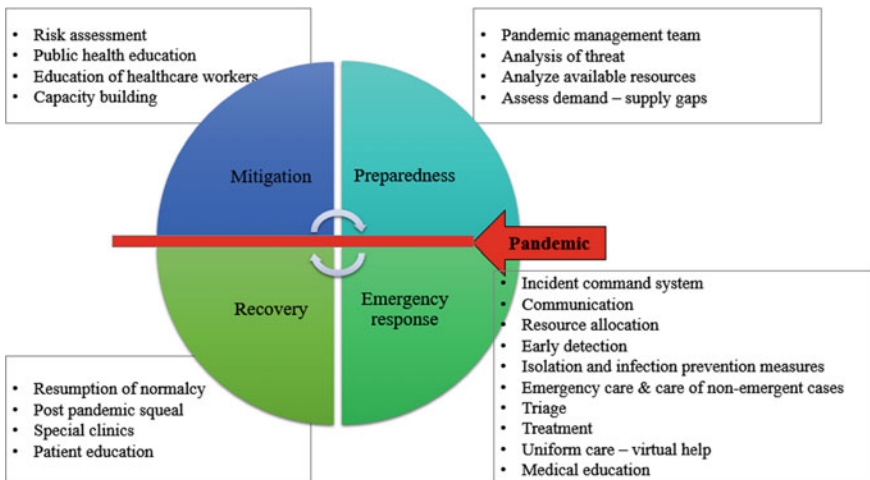 • Risk assessment
• Public health education
• Education of healthcare workers
• Capacity building
• Pandemic management team
• Analysis of threat
• Analyze available resources
• Assess demand – supply gaps
Mitigation
Preparedness
Pandemic
Recovery
Emergency
response
• Incident command system
• Communication
• Resource allocation
• Early detection
• Isolation and infection prevention measures
• Emergency care & care of non-emergent cases
• Triage
• Treatment
• Uniform care – virtual help
• Medical education
• Resumption of normalcy
• Post pandemic squeal
• Special clinics
• Patient education